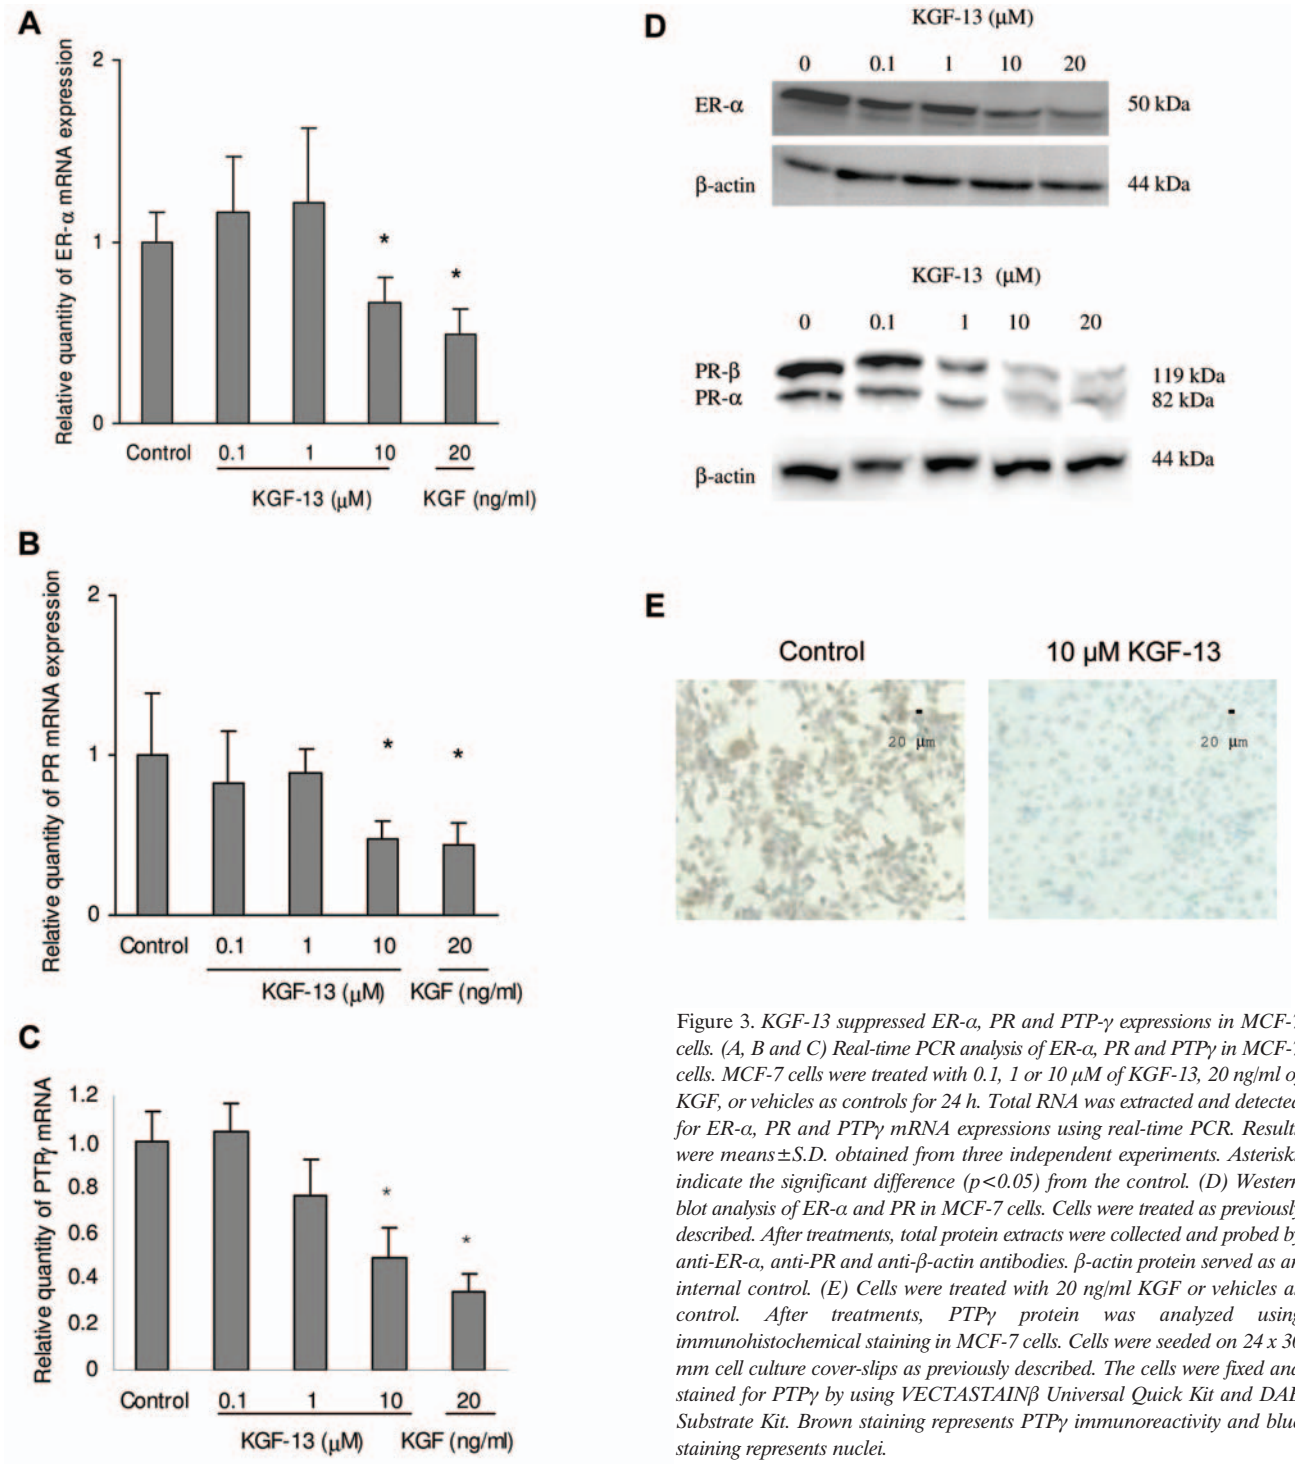 A
Relative quantity of ER-α mRNA expression
2
1
0
*
*
Control 0.1 1 10 20
KGF-13 (μM) KGF (ng/ml)
B
Relative quantity of PR mRNA expression
2
1
0
*
*
Control 0.1 1 10 20
KGF-13 (μM) KGF (ng/ml)
C
Relative quantity of PTPγ mRNA
1.2
1.0
0.8
0.6
0.4
0.2
0
*
*
Control 0.1 1 10 20
KGF-13 (μM) KGF (ng/ml)
D
KGF-13 (μM)
0 0.1 1 10 20
ER-α 50 kDa
β-actin 44 kDa
KGF-13 (μM)
0 0.1 1 10 20
PR-β 119 kDa
PR-α 82 kDa
β-actin 44 kDa
E
Control 10 μM KGF-13
20 μm 20 μm
Figure 3. KGF-13 suppressed ER-α, PR and PTP-γ expressions in MCF-7
cells. (A, B and C) Real-time PCR analysis of ER-α, PR and PTPγ in MCF-7
cells. MCF-7 cells were treated with 0.1, 1 or 10 μM of KGF-13, 20 ng/ml of
KGF, or vehicles as controls for 24 h. Total RNA was extracted and detected
for ER-α, PR and PTPγ mRNA expressions using real-time PCR. Result
were means±S.D. obtained from three independent experiments. Asterisk
indicate the significant difference (p<0.05) from the control. (D) Western
blot analysis of ER-α and PR in MCF-7 cells. Cells were treated as previously
described. After treatments, total protein extracts were collected and probed by
anti-ER-α, anti-PR and anti-β-actin antibodies. β-actin protein served as an
internal control. (E) Cells were treated with 20 ng/ml KGF or vehicles as
control. After treatments, PTPγ protein was analyzed using
immunohistochemical staining in MCF-7 cells. Cells were seeded on 24 x 30
mm cell culture cover-slips as previously described. The cells were fixed and
stained for PTPγ by using VECTASTAINβ Universal Quick Kit and DAB
Substrate Kit. Brown staining represents PTPγ immunoreactivity and blue
staining represents nuclei.